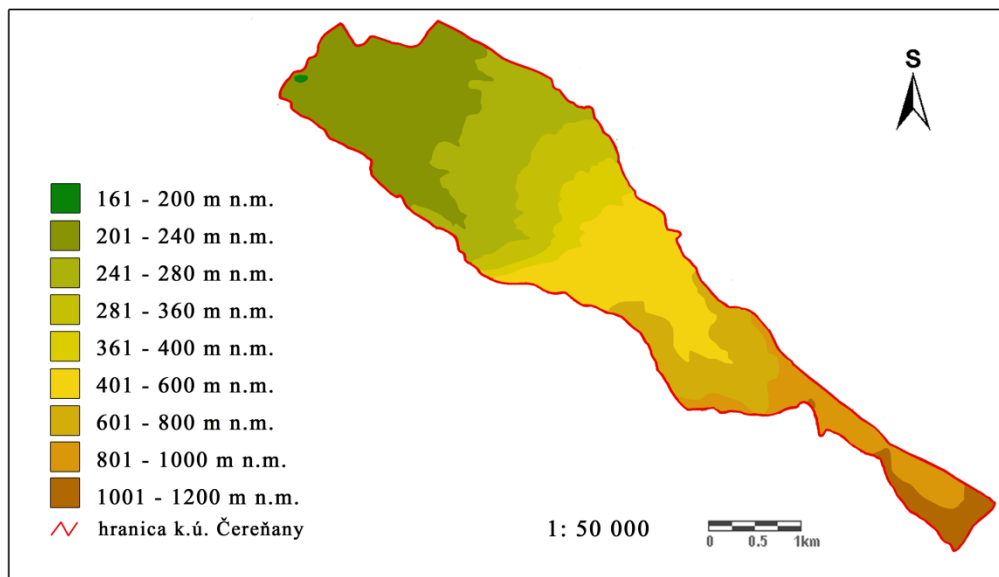 S
161 - 200 m n.m.
201 - 240 m n.m.
241 - 280 m n.m.
281 - 360 m n.m.
361 - 400 m n.m.
401 - 600 m n.m.
601 - 800 m n.m.
801 - 1000 m n.m.
1001 - 1200 m n.m.
hranica k.ú. Čereňany
1: 50 000
0 0.5 1km